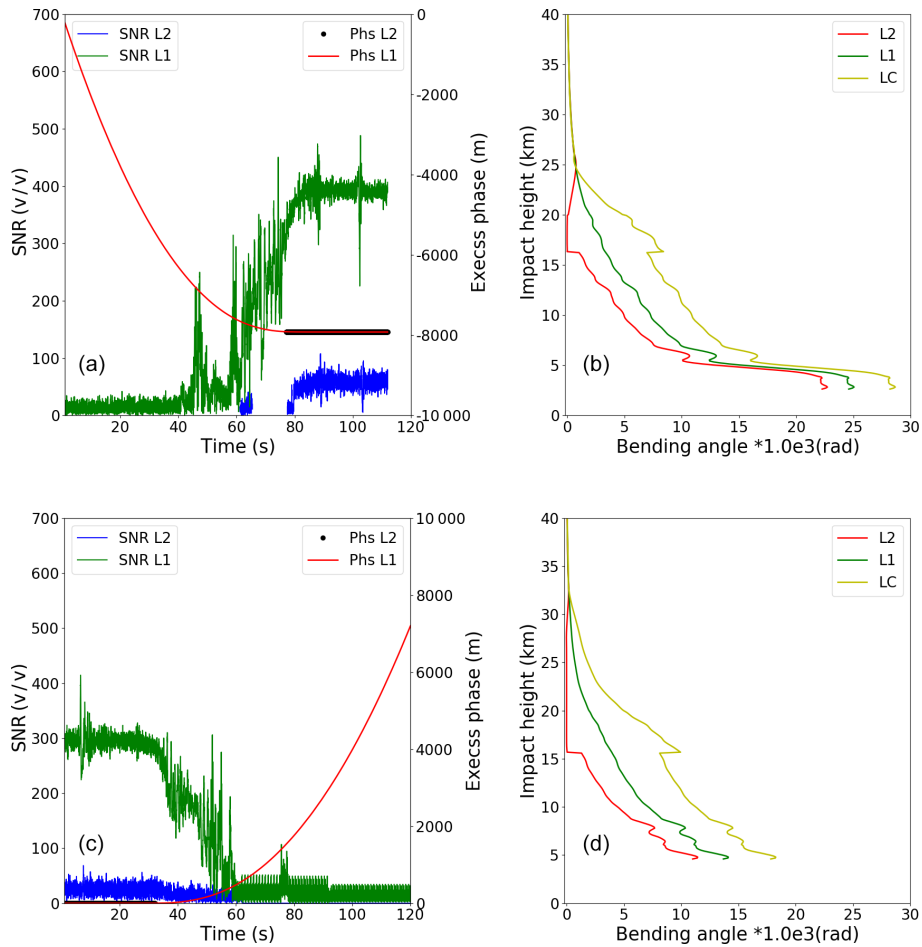 700
600
500
400
300
200
100
0
SNR (v/v)
SNR L2
SNR L1
Phs L2
Phs L1
0
-2000
-4000
-6000
-8000
-10 000
Execss phase (m)
(a)
20 40 60 80 100 120
Time (s)
40
35
30
25
20
15
10
5
0
Impact height (km)
L2
L1
LC
(b)
0 5 10 15 20 25 30
Bending angle *1.0e3(rad)
700
600
500
400
300
200
100
0
SNR (v/v)
SNR L2
SNR L1
Phs L2
Phs L1
10 000
8000
6000
4000
2000
0
Execss phase (m)
(c)
20 40 60 80 100 120
Time (s)
40
35
30
25
20
15
10
5
0
Impact height (km)
L2
L1
LC
(d)
0 5 10 15 20 25 30
Bending angle *1.0e3(rad)